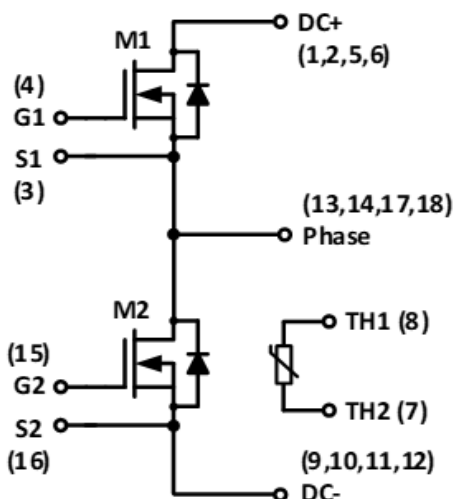 M1
DC+
(1,2,5,6)
(4)
G1
S1
(3)
(13,14,17,18)
Phase
M2
TH1 (8)
(15)
G2
TH2 (7)
S2
(16)
(9,10,11,12)
DC-